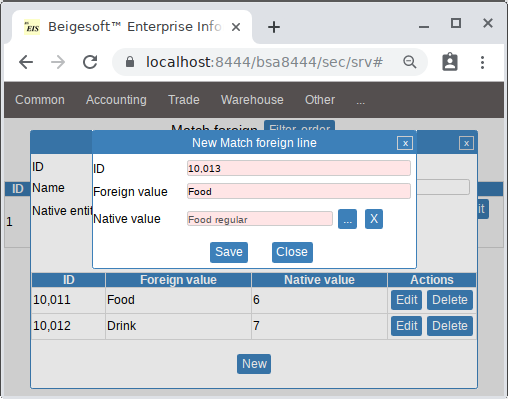 EIS Beigesoft™ Enterprise Info
localhost:8444/bsa8444/sec/srv#
Common Accounting Trade Warehouse Other ...
Match foreign Filter, order
New Match foreign line x x
ID 10,013
Foreign value Food
Native value Food regular ... X
Save Close
ID
ID
Name
Native entit
1
it
ID Foreign value Native value Actions
10,011 Food 6 Edit Delete
10,012 Drink 7 Edit Delete
New